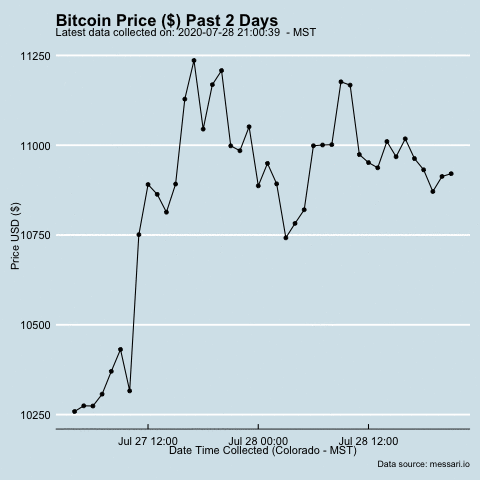 Bitcoin Price ($) Past 2 Days
Latest data collected on: 2020-07-28 21:00:39  - MST
11250
11000
10750
10500
10250
Price USD ($)
Jul 27 12:00
Jul 28 00:00
Jul 28 12:00
Date Time Collected (Colorado - MST)
Data source: messari.io